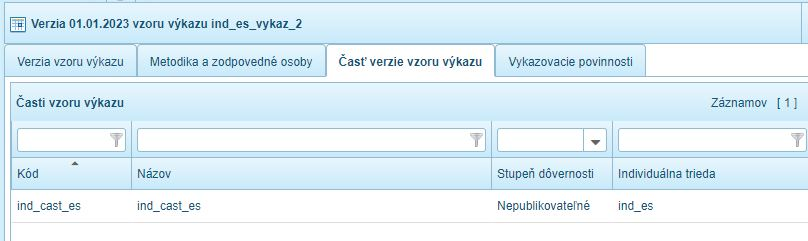 Verzia 01.01.2023 vzoru výkazu ind_es_vykaz_2
Verzia vzoru výkazu Metodika a zodpovedné osoby Časť verzie vzoru výkazu Vykazovacie povinnosti
Časti vzoru výkazu Záznamov [ 1 ]
Kód Názov Stupeň dôvernosti Individuálna trieda
ind_cast_es ind_cast_es Nepublikovateľné ind_es